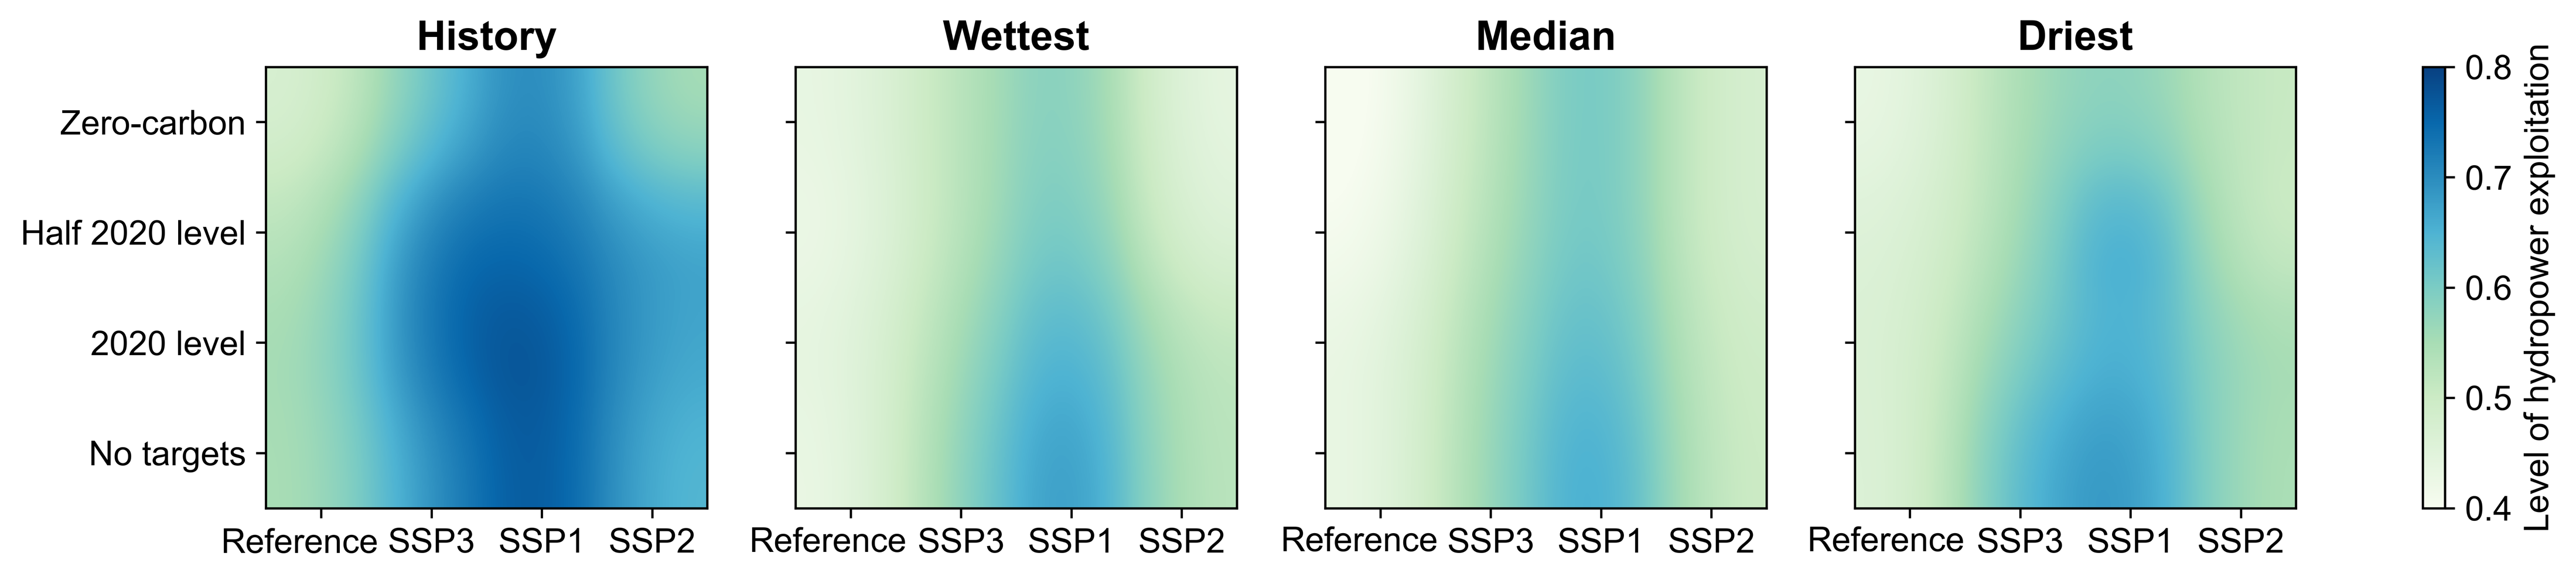 History
Wettest
Median
Driest
Zero-carbon
Half 2020 level
2020 level
No targets
Reference SSP3 SSP1 SSP2
Reference SSP3 SSP1 SSP2
Reference SSP3 SSP1 SSP2
Reference SSP3 SSP1 SSP2
0.8
0.7
0.6
0.5
0.4
Level of hydropower exploitation